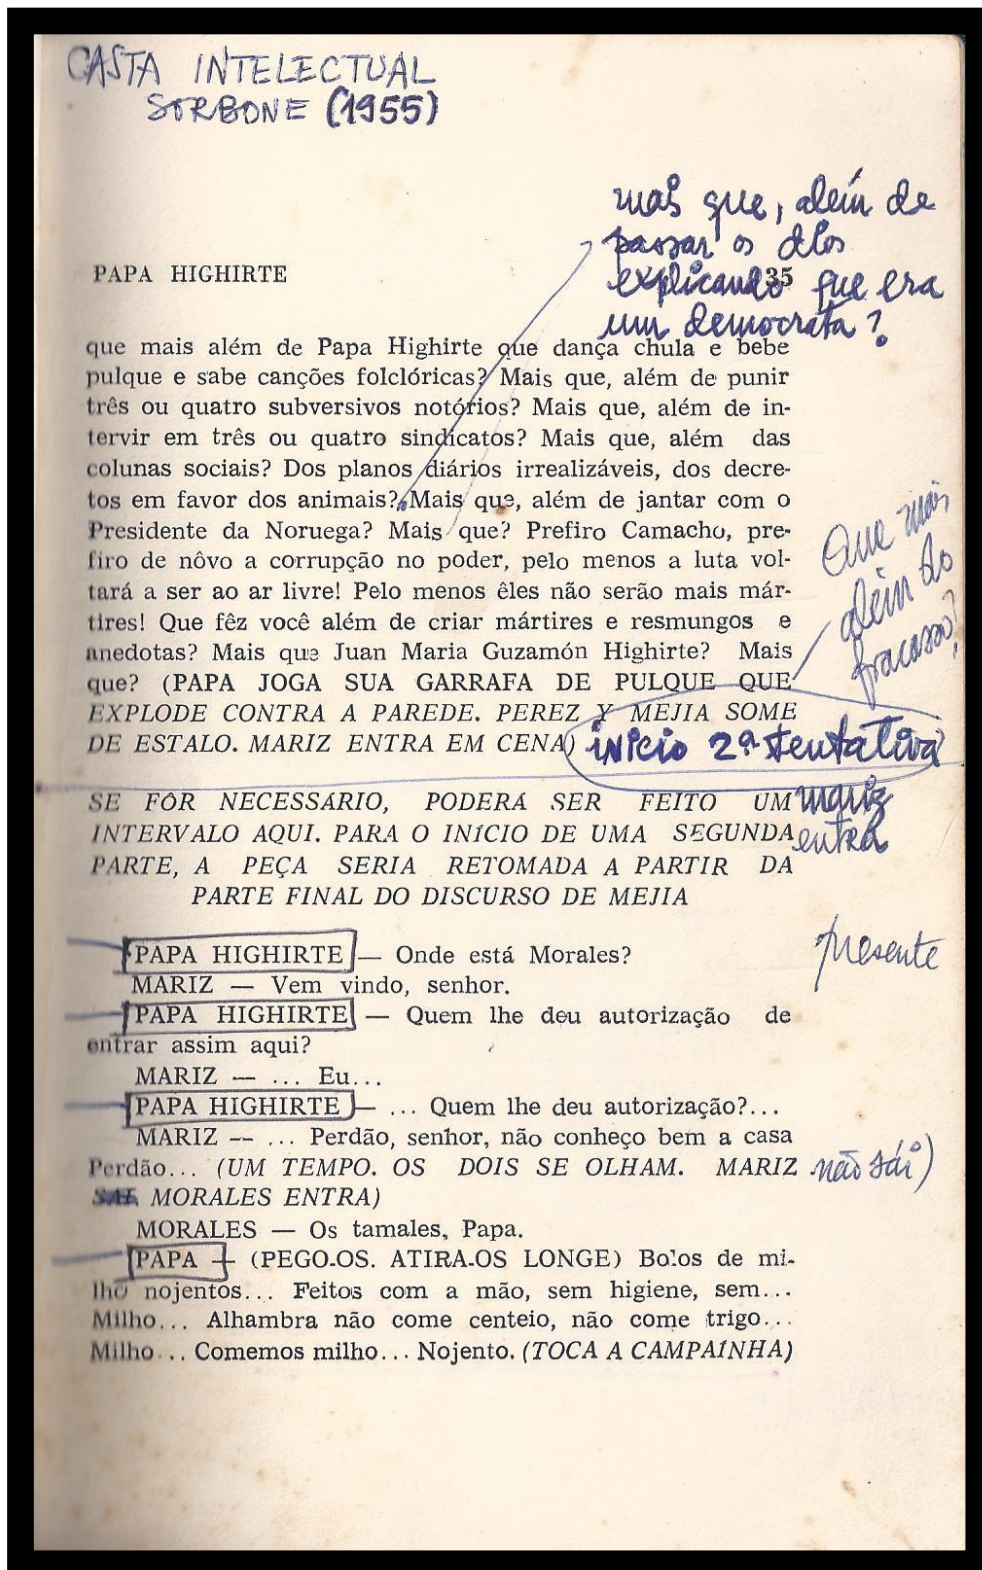 CASTA INTELECTUAL
SORBONE (1955)
mas que, além de
passar os
explicando que era
um democrata?
PAPA HIGHIRTE 35
que mais além de Papa Highirte que dança chula e bebe
pulque e sabe canções folclóricas? Mais que, além de punir
três ou quatro subversivos notórios? Mais que, além de in-
tervir em três ou quatro sindicatos? Mais que, além das
colunas sociais? Dos planos diários irrealizáveis, dos decre-
tos em favor dos animais? Mais que, além de jantar com o
Presidente da Noruega? Mais que? Prefiro Camacho, pre-
firo de nôvo a corrupção no poder, pelo menos a luta vol-
tará a ser ao ar livre! Pelo menos êles não serão mais már-
tires! Que fêz você além de criar mártires e resmungos e
anedotas? Mais que Juan Maria Guzamón Highirte? Mais
que? (PAPA JOGA SUA GARRAFA DE PULQUE QUE
EXPLODE CONTRA A PAREDE. PEREZ Y MEJIA SOME
DE ESTALO. MARIZ ENTRA EM CENA)
Que mais
além do
fracasso?
início 2ª tentativa
mariz
entra
SE FÔR NECESSÁRIO, PODERÁ SER FEITO UM
INTERVALO AQUI. PARA O INÍCIO DE UMA SEGUNDA
PARTE, A PEÇA SERIA RETOMADA A PARTIR DA
PARTE FINAL DO DISCURSO DE MEJIA
presente
PAPA HIGHIRTE — Onde está Morales?
MARIZ — Vem vindo, senhor.
PAPA HIGHIRTE — Quem lhe deu autorização de
entrar assim aqui?
MARIZ — ... Eu...
PAPA HIGHIRTE — ... Quem lhe deu autorização?...
MARIZ -- ... Perdão, senhor, não conheço bem a casa
Perdão... (UM TEMPO. OS DOIS SE OLHAM. MARIZ não sái)
SAE MORALES ENTRA)
MORALES — Os tamales, Papa.
PAPA — (PEGO-OS. ATIRA-OS LONGE) Bolos de mi-
lho nojentos... Feitos com a mão, sem higiene, sem...
Milho... Alhambra não come centeio, não come trigo...
Milho... Comemos milho... Nojento. (TOCA A CAMPAÍNHA)